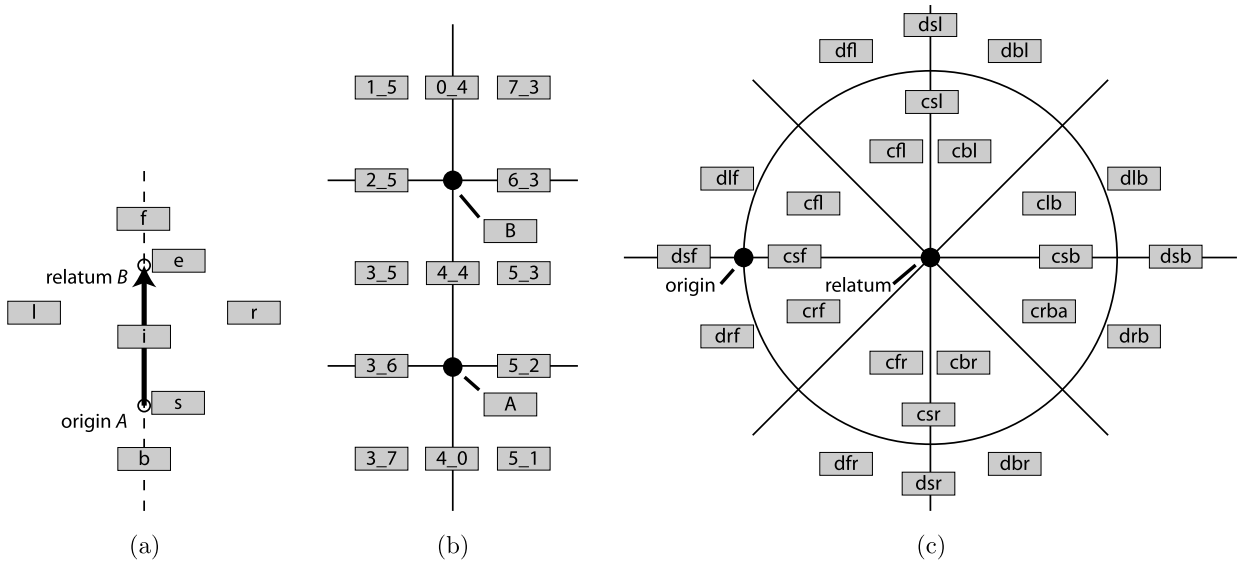 f
e
relatum B
l
r
i
s
origin A
b
(a)
1_5 0_4 7_3
2_5 6_3
B
3_5 4_4 5_3
3_6 5_2
A
3_7 4_0 5_1
(b)
dsl
dfl dbl
csl
cfl cbl
dlf dlb
cfl clb
dsf csf csb dsb
origin relatum
crf crba
drf drb
cfr cbr
csr
dfr dbr
dsr
(c)